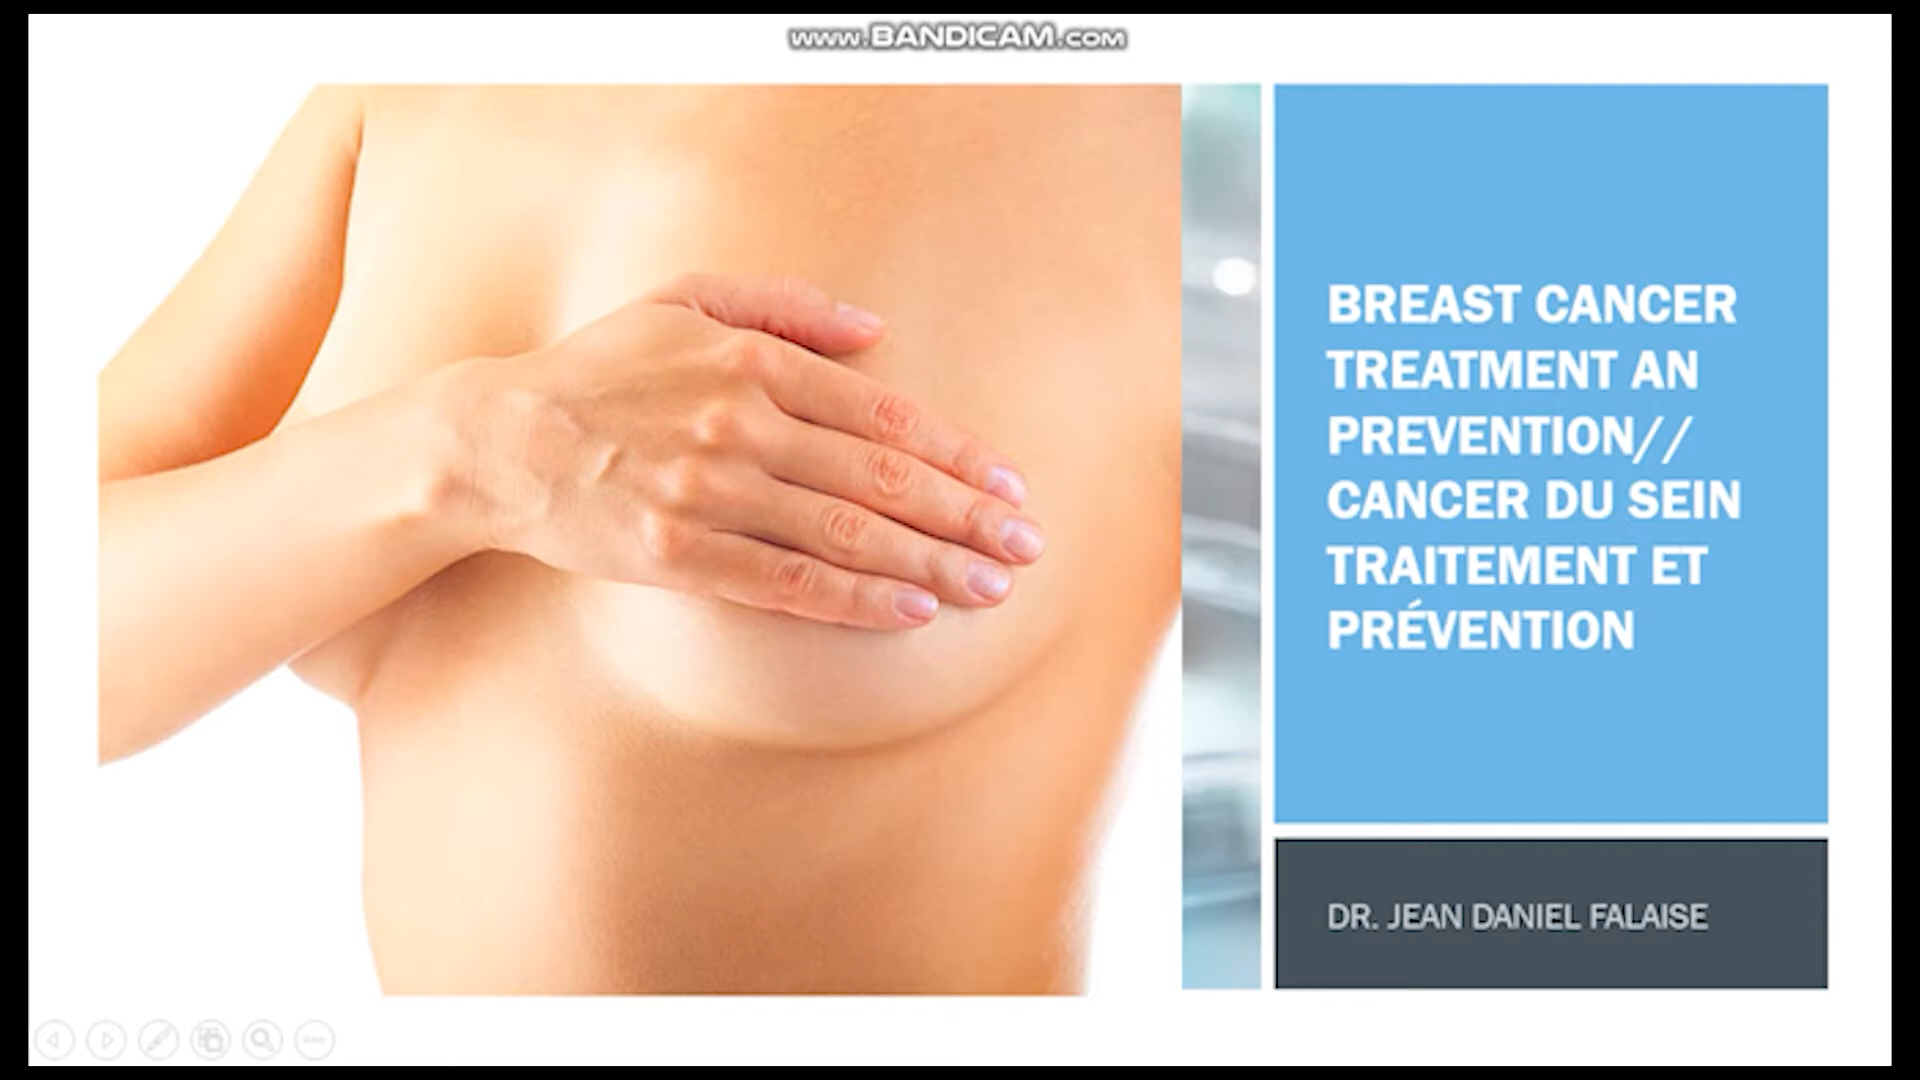 www.BANDICAM.com
BREAST CANCER
TREATMENT AN
PREVENTION//
CANCER DU SEIN
TRAITEMENT ET
PRÉVENTION
DR. JEAN DANIEL FALAISE